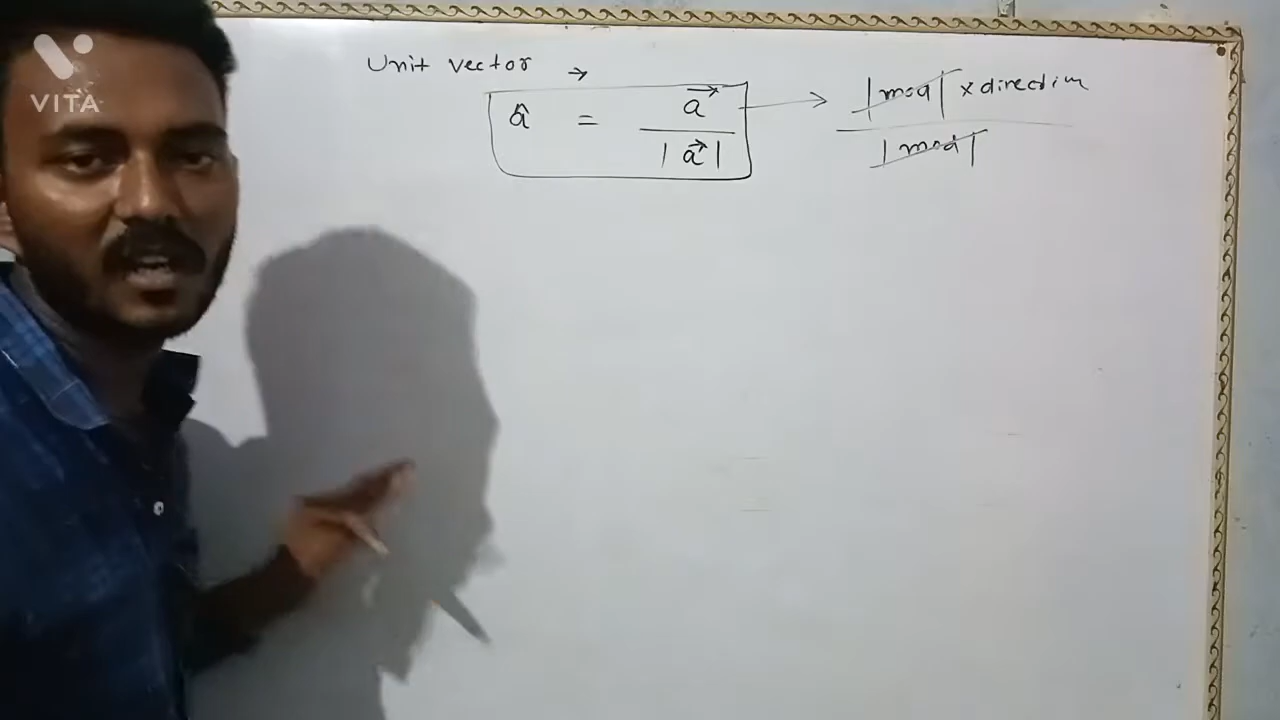 VITA
Unit vector →
â = a⃗ / |a⃗| → |mod| × direction / |mod|